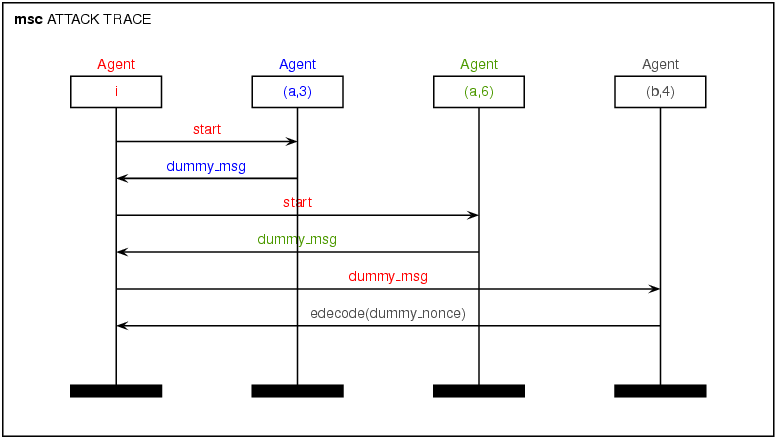 msc ATTACK TRACE
Agent Agent Agent Agent
i (a,3) (a,6) (b,4)
start
dummy_msg
start
dummy_msg
dummy_msg
edecode(dummy_nonce)